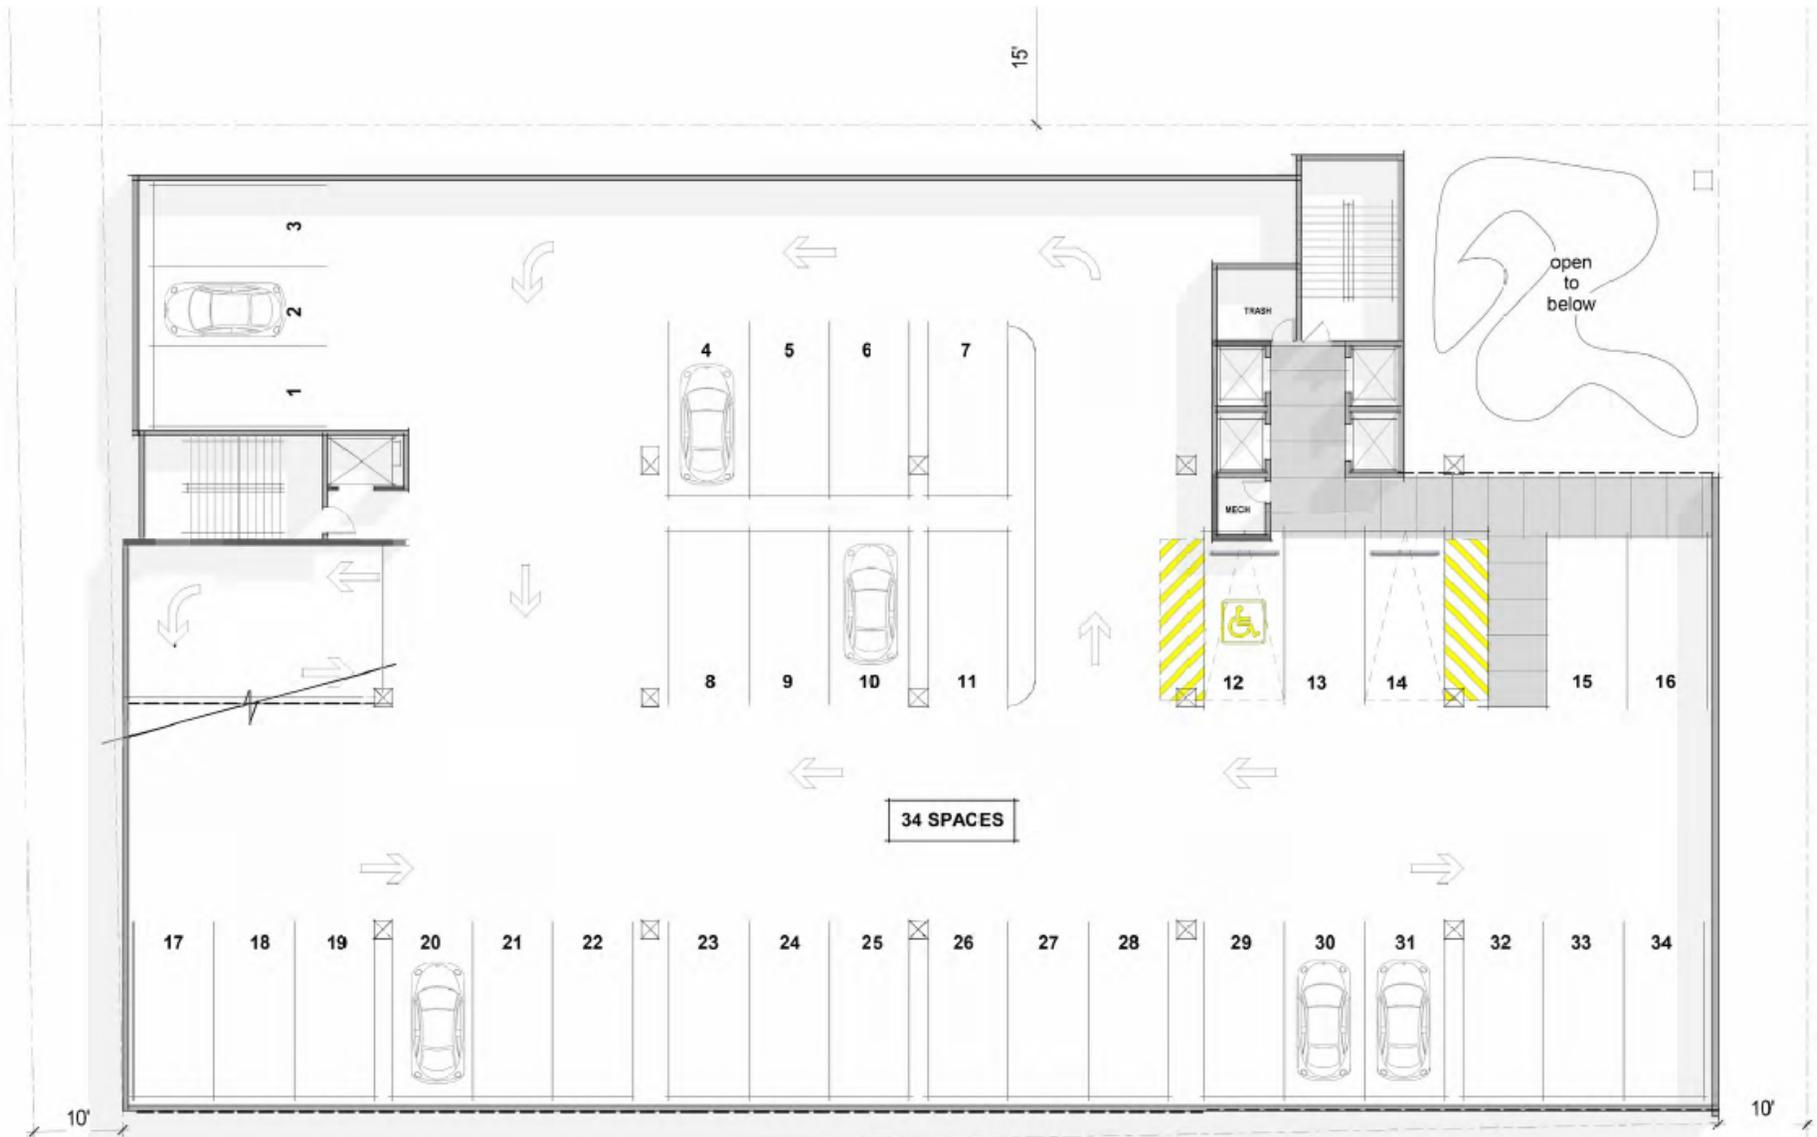 15'
3
2
1
open
to
below
TRASH
4 5 6 7
MECH
8 9 10 11 12 13 14 15 16
34 SPACES
17 18 19 20 21 22 23 24 25 26 27 28 29 30 31 32 33 34
10' 10'